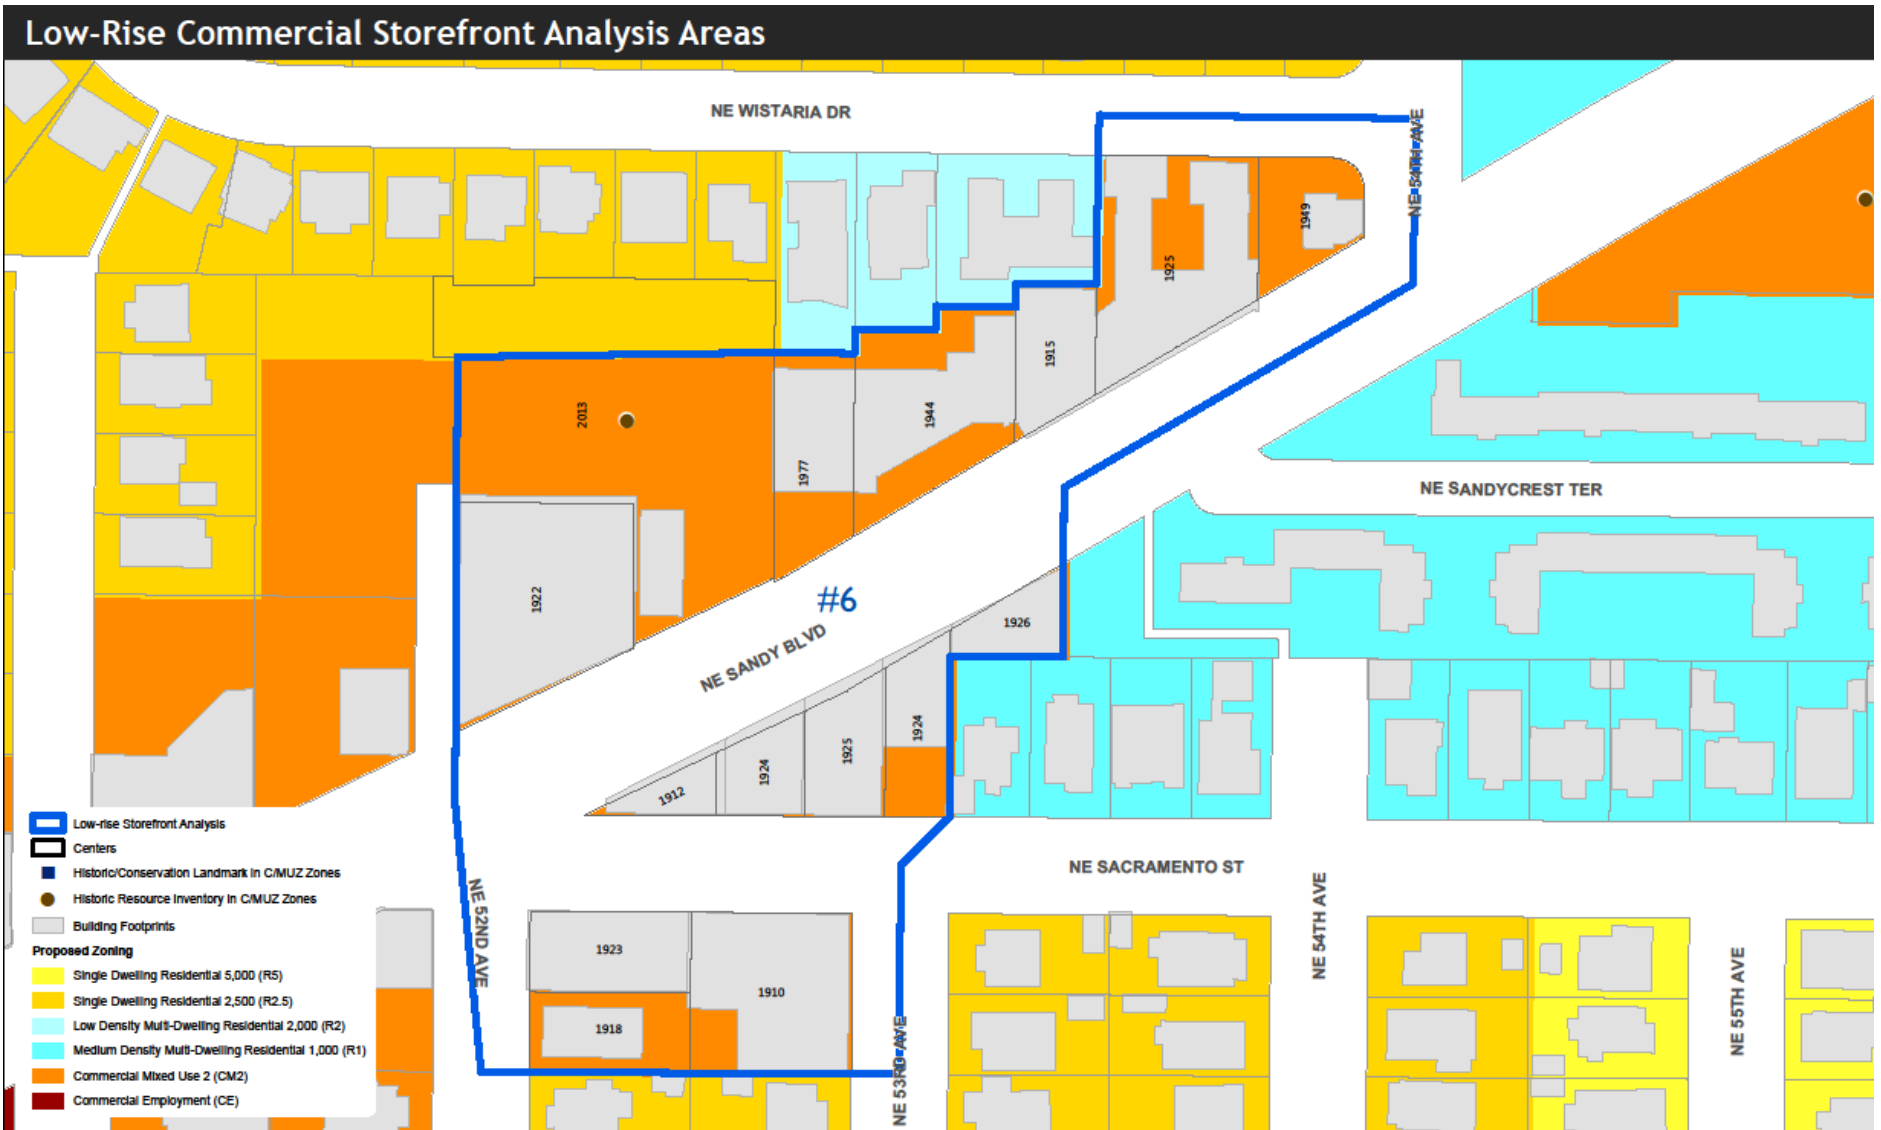 Low-Rise Commercial Storefront Analysis Areas
NE WISTARIA DR
NE 54TH AVE
1949
1925
1915
2013
1944
1977
NE SANDYCREST TER
1922
#6
NE SANDY BLVD
1926
1924
1925
1924
1912
NE SACRAMENTO ST
NE 52ND AVE
NE 54TH AVE
1923
1910
1918
NE 53RD AVE
NE 55TH AVE
Low-rise Storefront Analysis
Centers
Historic/Conservation Landmark in C/MUZ Zones
Historic Resource Inventory in C/MUZ Zones
Building Footprints
Proposed Zoning
Single Dwelling Residential 5,000 (R5)
Single Dwelling Residential 2,500 (R2.5)
Low Density Multi-Dwelling Residential 2,000 (R2)
Medium Density Multi-Dwelling Residential 1,000 (R1)
Commercial Mixed Use 2 (CM2)
Commercial Employment (CE)